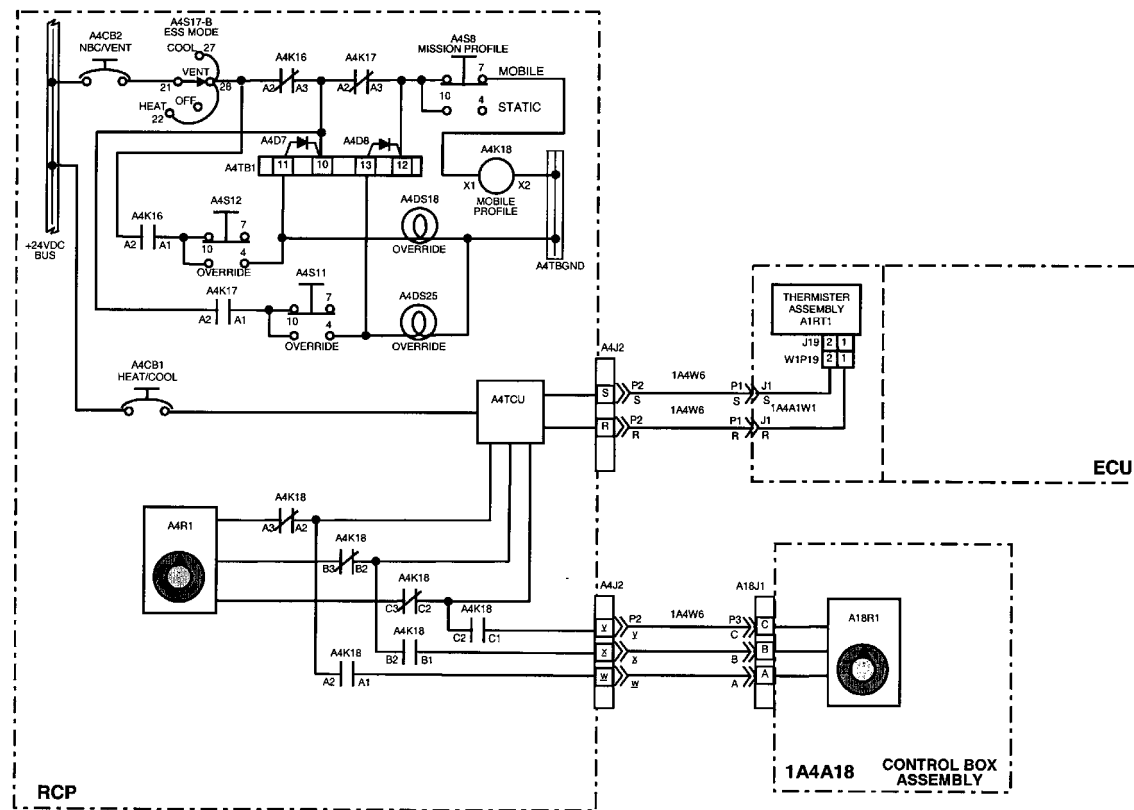 A4CB2
NBC/VENT
A4S17-B
ESS MODE
COOL 27
VENT
21
28
OFF
HEAT
22
A4K16
A2 A3
A4K17
A2 A3
A4S8
MISSION PROFILE
7
MOBILE
10
4
STATIC
A4D7
A4D8
A4TB1
11 10 13 12
A4K18
X1 X2
MOBILE
PROFILE
A4TBGND
+24VDC
BUS
A4K16
A2 A1
A4S12
7
10
4
OVERRIDE
A4DS18
OVERRIDE
A4K17
A2 A1
A4S11
7
10
4
OVERRIDE
A4DS25
OVERRIDE
A4CB1
HEAT/COOL
A4TCU
A4J2
S P2
S
1A4W6
P1 J1
S S
R P2
R
1A4W6
P1 J1
R R
1A4A1W1
THERMISTER
ASSEMBLY
A1RT1
J19 2 1
W1P19 2 1
ECU
A4R1
A4K18
A3 A2
A4K18
B3 B2
A4K18
C3 C2
A4K18
C2 C1
A4K18
B2 B1
A4K18
A2 A1
A4J2
y P2
y
x
x
w
w
1A4W6
A18J1
P3 C
C
B
B
A
A
A18R1
1A4A18
CONTROL BOX
ASSEMBLY
RCP